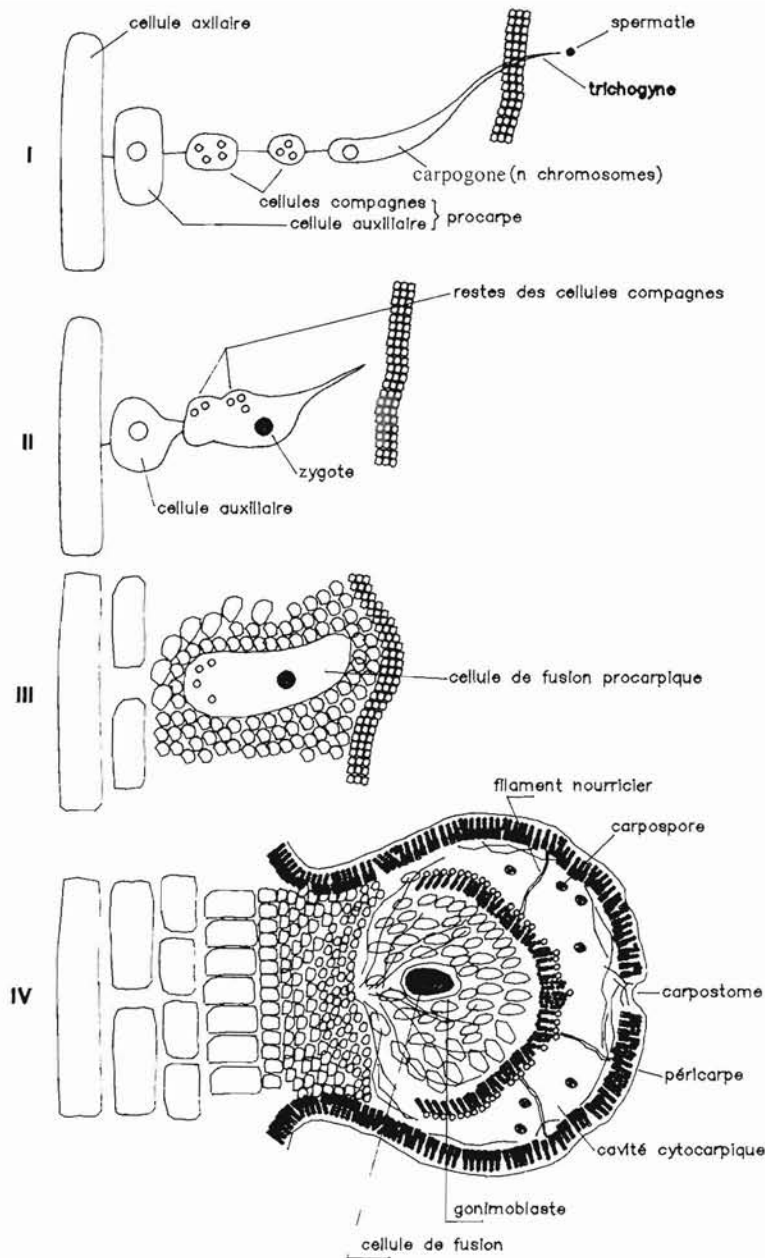 cellule axilaire
spermatie
trichogyne
I
carpogone (n chromosomes)
cellules compagnes
cellule auxiliaire } procarpe
restes des cellules compagnes
II
zygote
cellule auxillaire
III
cellule de fusion procarpique
filament nourricier
carpospore
IV
carpostome
péricarpe
cavité cytocarpique
gonimoblaste
cellule de fusion